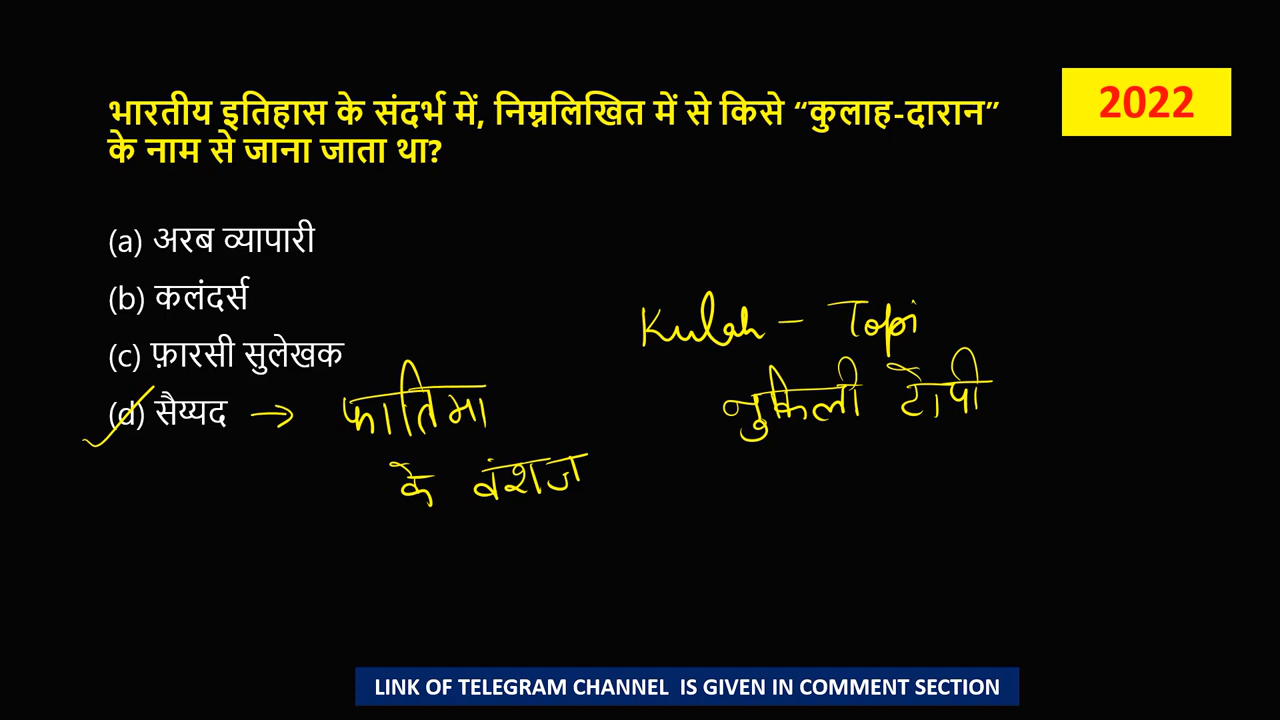 2022
भारतीय इतिहास के संदर्भ में, निम्नलिखित में से किसे “कुलाह-दारान”
के नाम से जाना जाता था?
(a) अरब व्यापारी
(b) कलंदर्स
(c) फ़ारसी सुलेखक
(d) सैय्यद → फातिमा
के वंशज
Kulah - Topi
नुकिली टोपी
LINK OF TELEGRAM CHANNEL IS GIVEN IN COMMENT SECTION